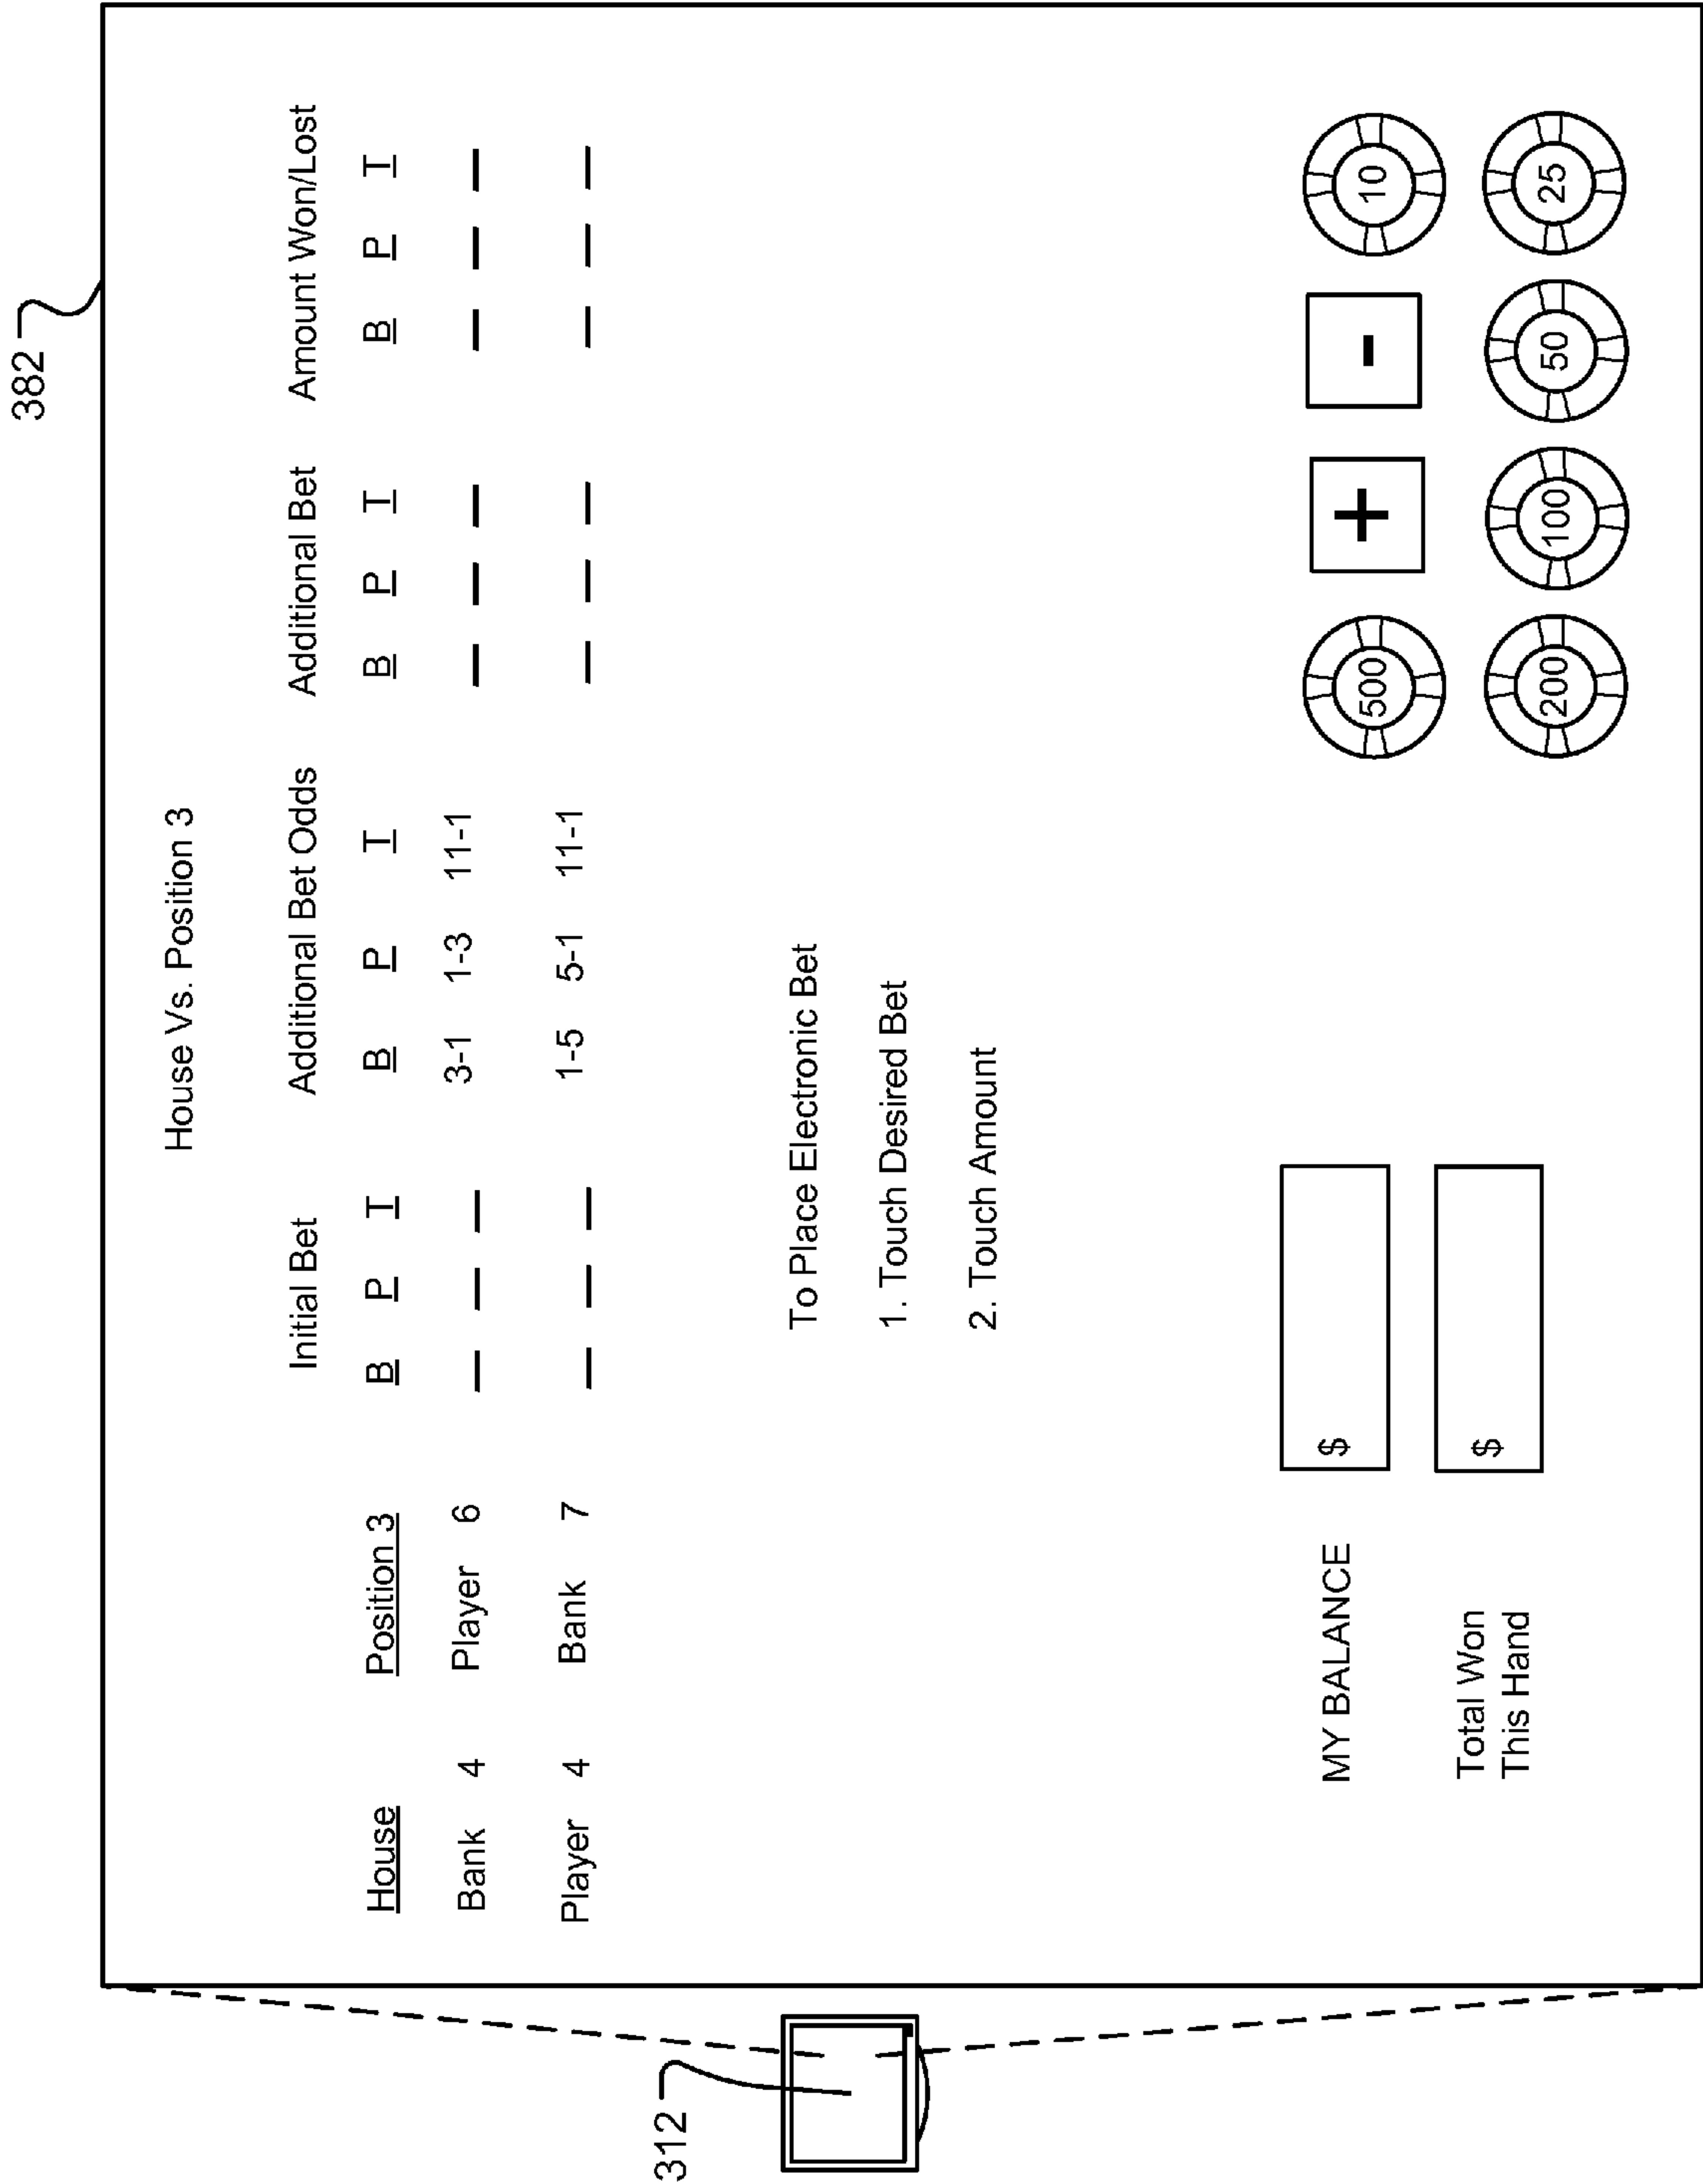 382
House Vs. Position 3
Initial Bet Additional Bet Odds Additional Bet Amount Won/Lost
House Position 3 B P T B P T B P T B P T
Bank 4 Player 6 — — — 3-1 1-3 11-1 — — — — — —
Player 4 Bank 7 — — — 1-5 5-1 11-1 — — — — — —
312
To Place Electronic Bet
1. Touch Desired Bet
2. Touch Amount
MY BALANCE $ 500 + - 10
Total Won
This Hand $ 200 100 50 25